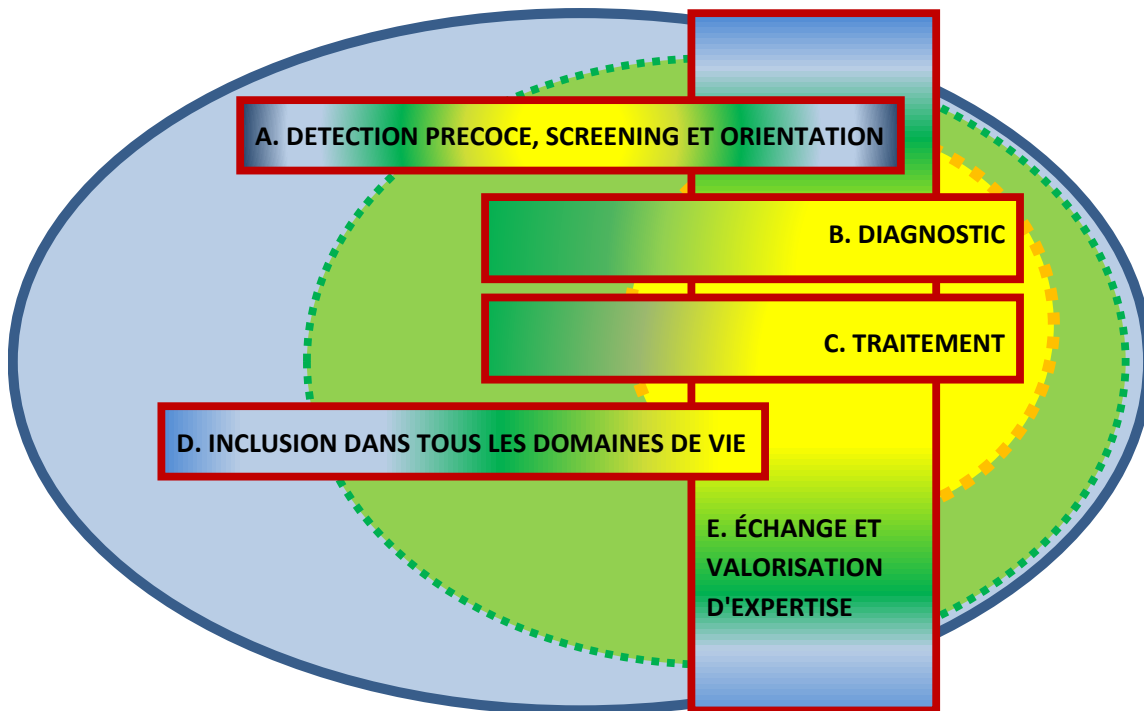 A. DETECTION PRECOCE, SCREENING ET ORIENTATION
B. DIAGNOSTIC
C. TRAITEMENT
D. INCLUSION DANS TOUS LES DOMAINES DE VIE
E. ÉCHANGE ET
VALORISATION
D'EXPERTISE